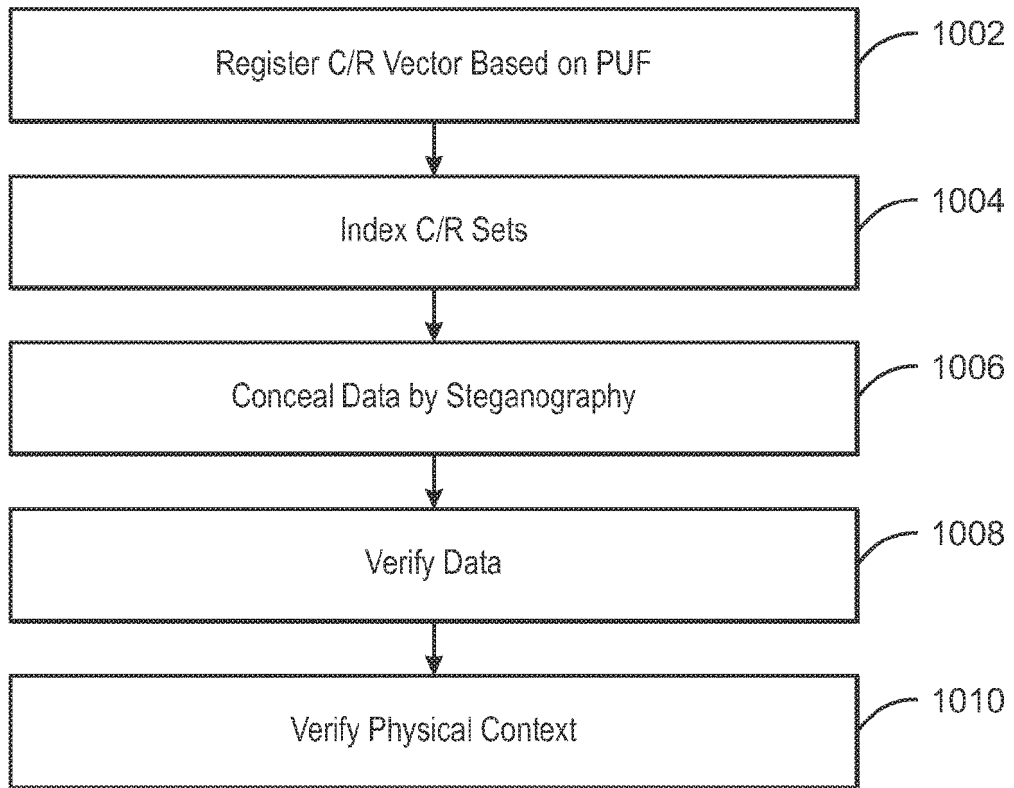 Register C/R Vector Based on PUF
1002
Index C/R Sets
1004
Conceal Data by Steganography
1006
Verify Data
1008
Verify Physical Context
1010